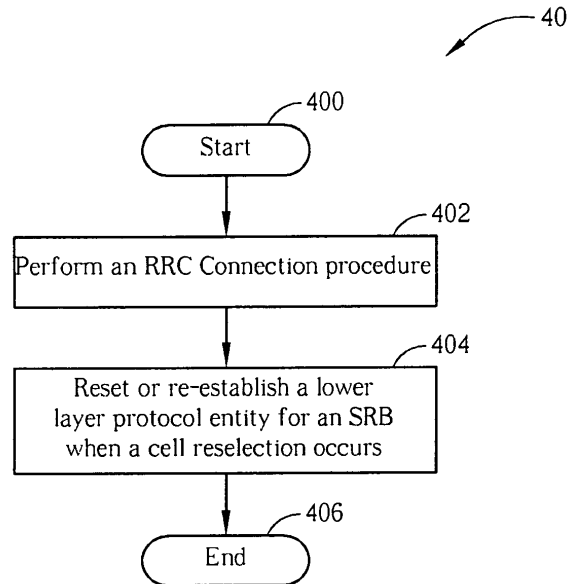 40
400
Start
402
Perform an RRC Connection procedure
404
Reset or re-establish a lower
layer protocol entity for an SRB
when a cell reselection occurs
406
End